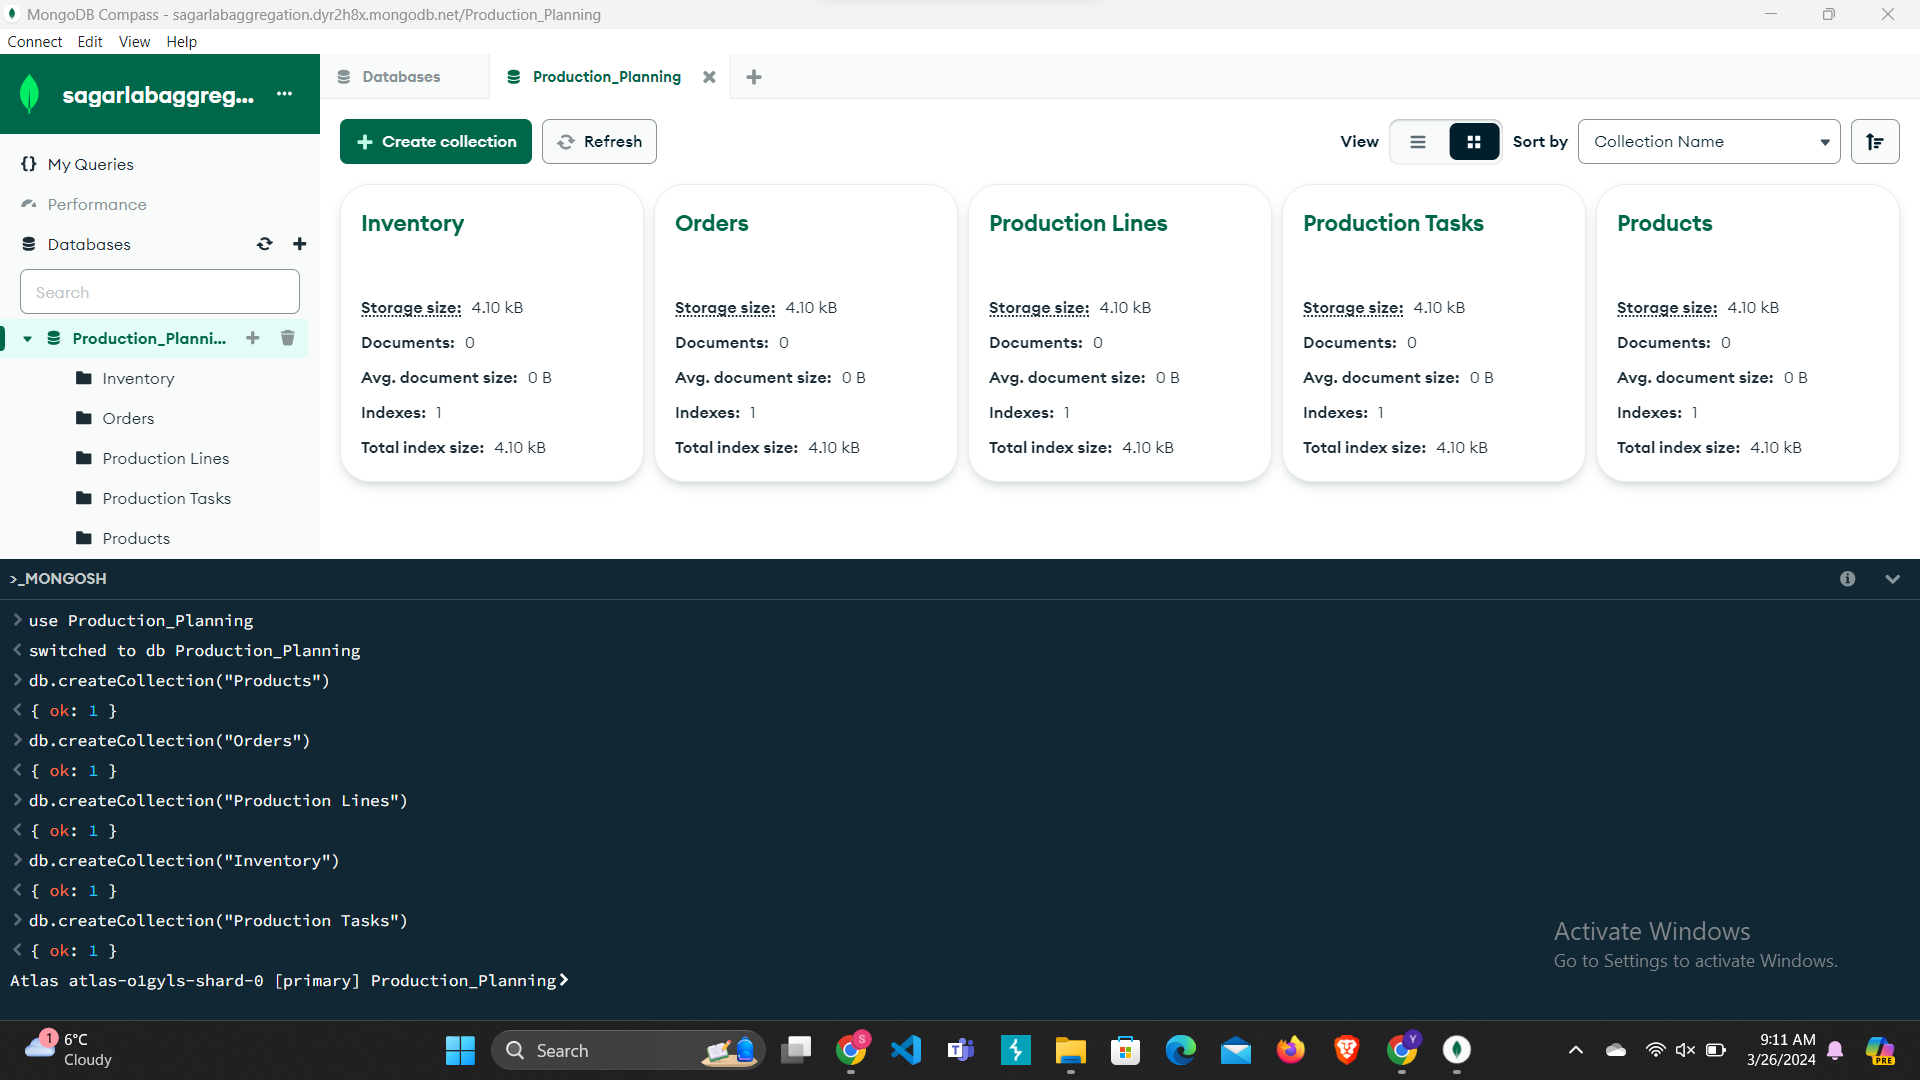 MongoDB Compass - sagarlabaggregation.dyr2h8x.mongodb.net/Production_Planning
Connect Edit View Help
sagarlabaggreg... ...
Databases
Production_Planning
Create collection
Refresh
View
Sort by
Collection Name
{} My Queries
Performance
Databases
Search
Production_Planni...
Inventory
Orders
Production Lines
Production Tasks
Products
Inventory
Storage size: 4.10 kB
Documents: 0
Avg. document size: 0 B
Indexes: 1
Total index size: 4.10 kB
Orders
Storage size: 4.10 kB
Documents: 0
Avg. document size: 0 B
Indexes: 1
Total index size: 4.10 kB
Production Lines
Storage size: 4.10 kB
Documents: 0
Avg. document size: 0 B
Indexes: 1
Total index size: 4.10 kB
Production Tasks
Storage size: 4.10 kB
Documents: 0
Avg. document size: 0 B
Indexes: 1
Total index size: 4.10 kB
Products
Storage size: 4.10 kB
Documents: 0
Avg. document size: 0 B
Indexes: 1
Total index size: 4.10 kB
>_MONGOSH
> use Production_Planning
< switched to db Production_Planning
> db.createCollection("Products")
< { ok: 1 }
> db.createCollection("Orders")
< { ok: 1 }
> db.createCollection("Production Lines")
< { ok: 1 }
> db.createCollection("Inventory")
< { ok: 1 }
> db.createCollection("Production Tasks")
< { ok: 1 }
Atlas atlas-o1gyls-shard-0 [primary] Production_Planning>
Activate Windows
Go to Settings to activate Windows.
1
6°C
Cloudy
Search
S
Y
9:11 AM
3/26/2024
PRE